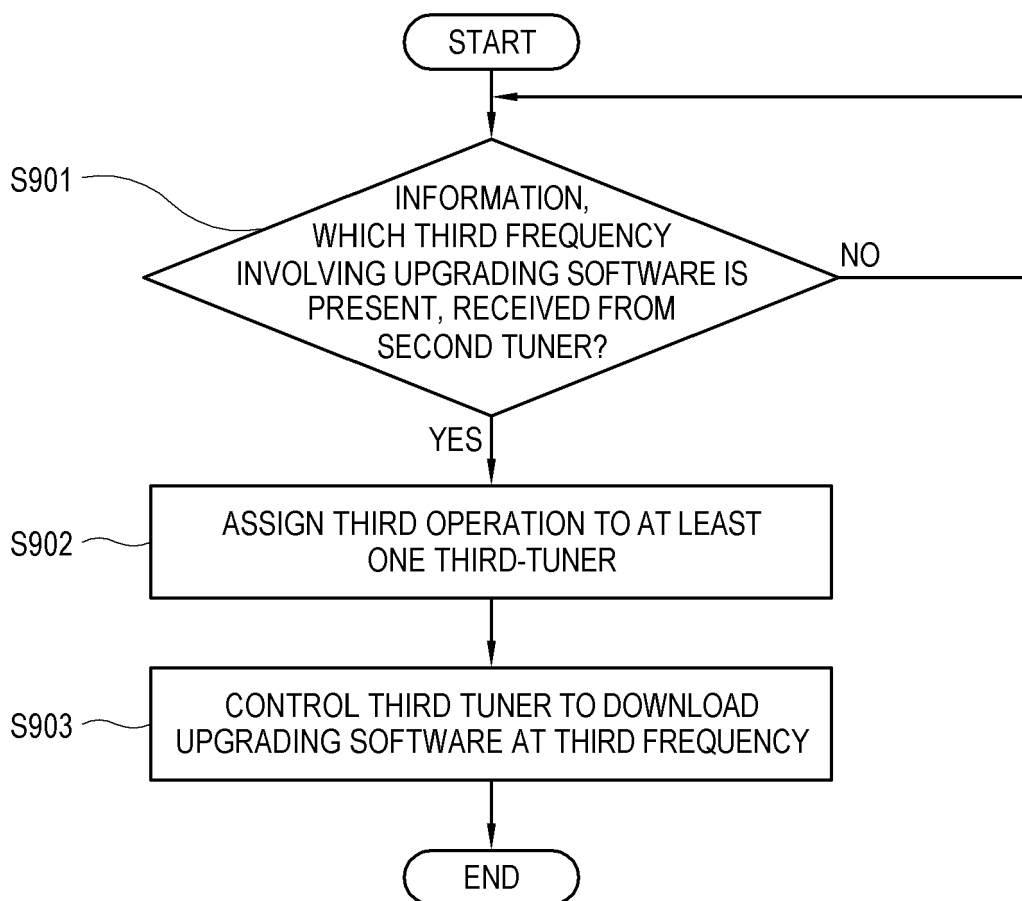 START
S901
INFORMATION,
WHICH THIRD FREQUENCY
INVOLVING UPGRADING SOFTWARE IS
PRESENT, RECEIVED FROM
SECOND TUNER?
NO
YES
S902
ASSIGN THIRD OPERATION TO AT LEAST
ONE THIRD-TUNER
S903
CONTROL THIRD TUNER TO DOWNLOAD
UPGRADING SOFTWARE AT THIRD FREQUENCY
END